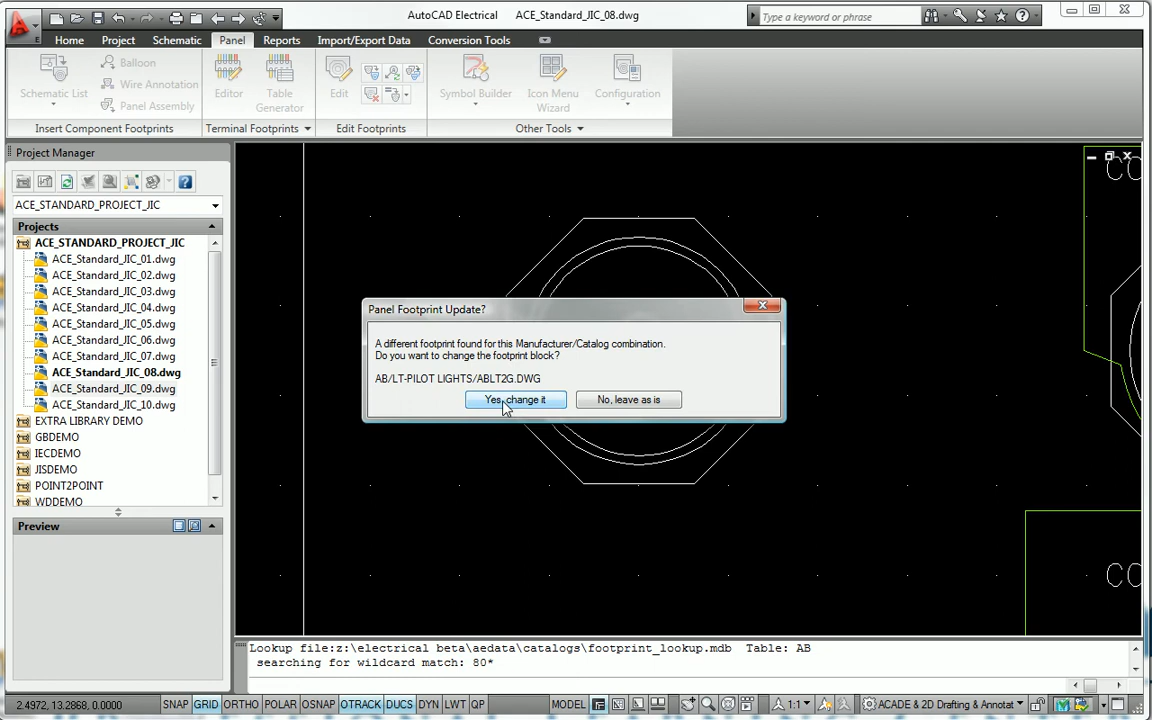 AutoCAD Electrical ACE_Standard_JIC_08.dwg
Type a keyword or phrase
Home Project Schematic Panel Reports Import/Export Data Conversion Tools
Schematic List
Balloon
Wire Annotation
Panel Assembly
Editor
Table Generator
Edit
Symbol Builder
Icon Menu Wizard
Configuration
Insert Component Footprints Terminal Footprints Edit Footprints Other Tools
Project Manager
ACE_STANDARD_PROJECT_JIC
Projects
ACE_STANDARD_PROJECT_JIC
ACE_Standard_JIC_01.dwg
ACE_Standard_JIC_02.dwg
ACE_Standard_JIC_03.dwg
ACE_Standard_JIC_04.dwg
ACE_Standard_JIC_05.dwg
ACE_Standard_JIC_06.dwg
ACE_Standard_JIC_07.dwg
ACE_Standard_JIC_08.dwg
ACE_Standard_JIC_09.dwg
ACE_Standard_JIC_10.dwg
EXTRA LIBRARY DEMO
GBDEMO
IECDEMO
JISDEMO
POINT2POINT
WDDEMO
Preview
CO
CO
Panel Footprint Update?
A different footprint found for this Manufacturer/Catalog combination.
Do you want to change the footprint block?
AB/LT-PILOT LIGHTS/ABLT2G.DWG
Yes, change it No, leave as is
Lookup file:z:\electrical beta\aedata\catalogs\footprint_lookup.mdb Table: AB
searching for wildcard match: 80*
2.4972, 13.2868, 0.0000 SNAP GRID ORTHO POLAR OSNAP OTRACK DUCS DYN LWT QP MODEL 1:1 ACADE & 2D Drafting & Annotat